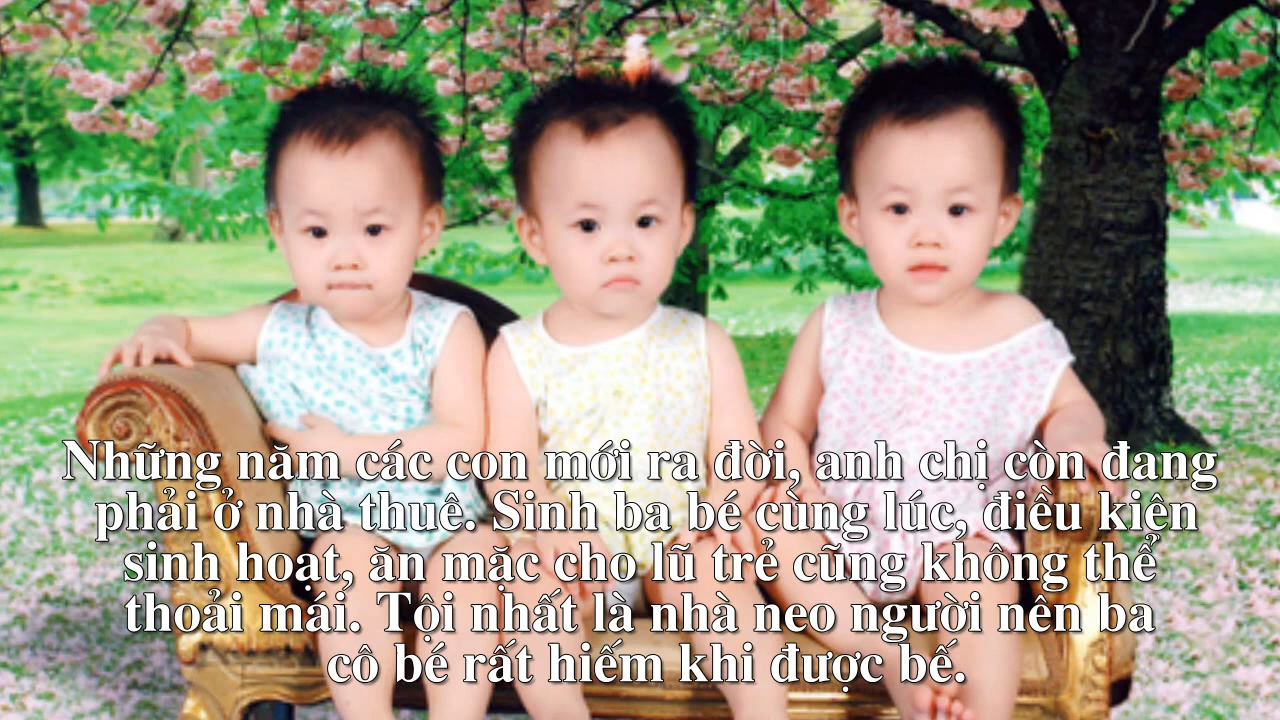 Những năm các con mới ra đời, anh chị còn đang
phải ở nhà thuê. Sinh ba bé cùng lúc, điều kiện
sinh hoạt, ăn mặc cho lũ trẻ cũng không thể
thoải mái. Tội nhất là nhà neo người nên ba
cô bé rất hiếm khi được bế.